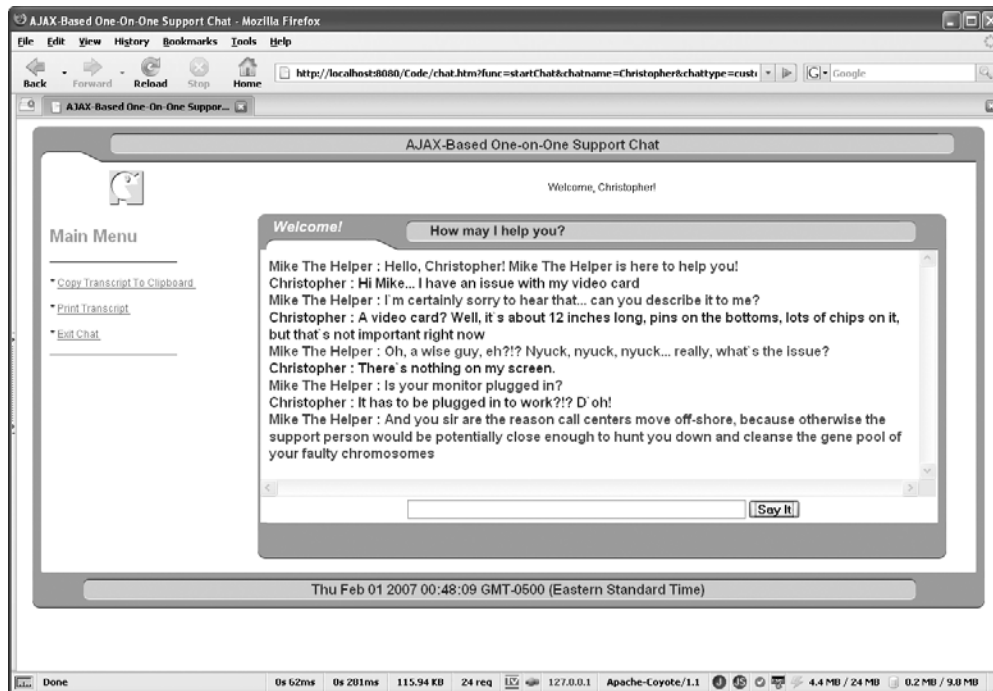 AJAX-Based One-On-One Support Chat - Mozilla Firefox
File Edit View History Bookmarks Tools Help
Back Forward Reload Stop Home
http://localhost:8080/Code/chat.htm?func=startChat&chatname=Christopher&chattype=custo
Google
AJAX-Based One-On-One Suppor...
AJAX-Based One-on-One Support Chat
Welcome, Christopher!
Main Menu
Copy Transcript To Clipboard
Print Transcript
Exit Chat
Welcome!
How may I help you?
Mike The Helper : Hello, Christopher! Mike The Helper is here to help you!
Christopher : Hi Mike... I have an issue with my video card
Mike The Helper : I`m certainly sorry to hear that... can you describe it to me?
Christopher : A video card? Well, it`s about 12 inches long, pins on the bottoms, lots of chips on it,
but that`s not important right now
Mike The Helper : Oh, a wise guy, eh?!? Nyuck, nyuck, nyuck... really, what`s the issue?
Christopher : There`s nothing on my screen.
Mike The Helper : Is your monitor plugged in?
Christopher : It has to be plugged in to work?!? D`oh!
Mike The Helper : And you sir are the reason call centers move off-shore, because otherwise the
support person would be potentially close enough to hunt you down and cleanse the gene pool of
your faulty chromosomes
Say It
Thu Feb 01 2007 00:48:09 GMT-0500 (Eastern Standard Time)
Done 0s 62ms 0s 281ms 115.94 KB 24 req 127.0.0.1 Apache-Coyote/1.1 4.4 MB / 24 MB 0.2 MB / 9.8 MB